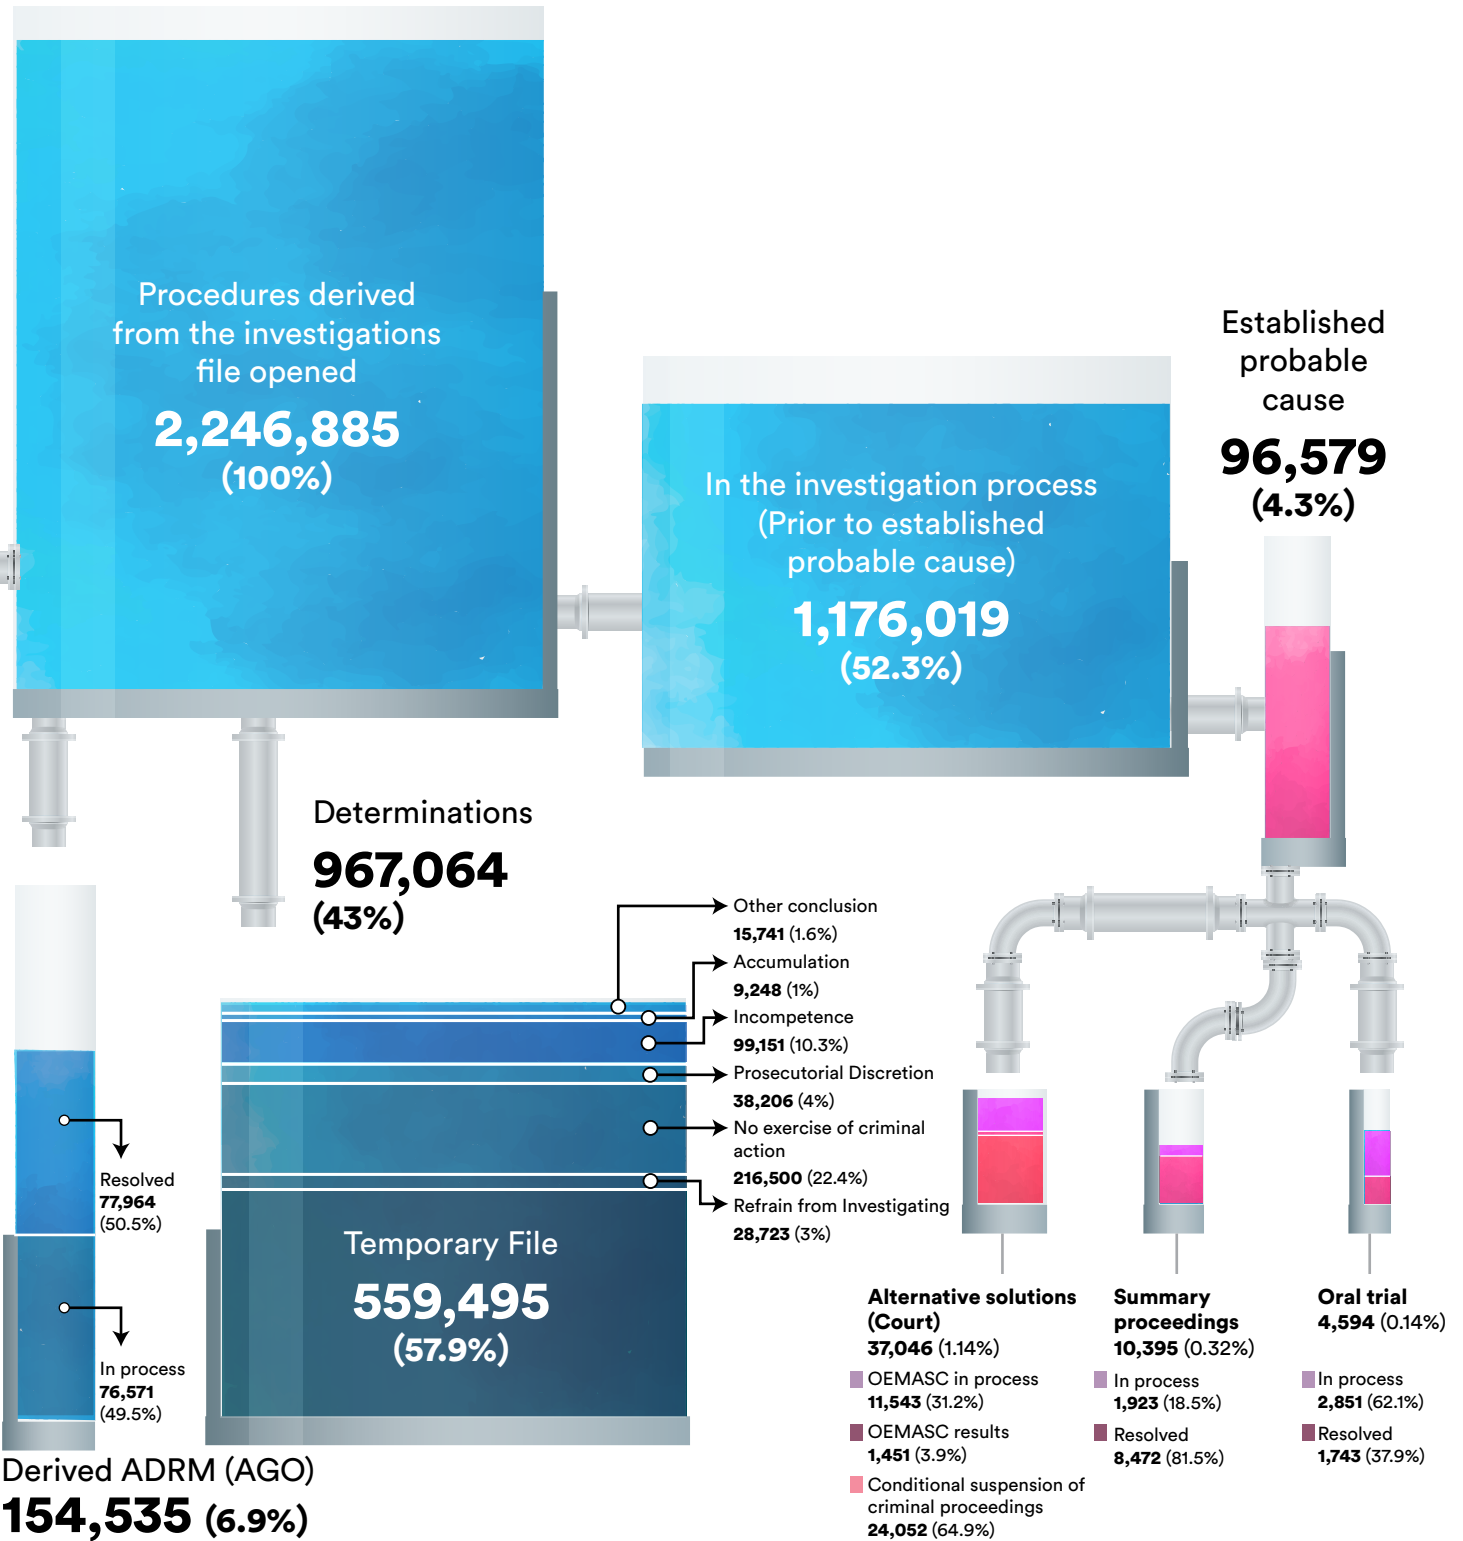 Procedures derived
from the investigations
file opened
2,246,885
(100%)
In the investigation process
(Prior to established
probable cause)
1,176,019
(52.3%)
Established
probable
cause
96,579
(4.3%)
Determinations
967,064
(43%)
Other conclusion
15,741 (1.6%)
Accumulation
9,248 (1%)
Incompetence
99,151 (10.3%)
Prosecutorial Discretion
38,206 (4%)
No exercise of criminal
action
216,500 (22.4%)
Refrain from Investigating
28,723 (3%)
Temporary File
559,495
(57.9%)
Resolved
77,964
(50.5%)
In process
76,571
(49.5%)
Derived ADRM (AGO)
154,535 (6.9%)
Alternative solutions
(Court)
37,046 (1.14%)
OEMASC in process
11,543 (31.2%)
OEMASC results
1,451 (3.9%)
Conditional suspension of
criminal proceedings
24,052 (64.9%)
Summary
proceedings
10,395 (0.32%)
In process
1,923 (18.5%)
Resolved
8,472 (81.5%)
Oral trial
4,594 (0.14%)
In process
2,851 (62.1%)
Resolved
1,743 (37.9%)